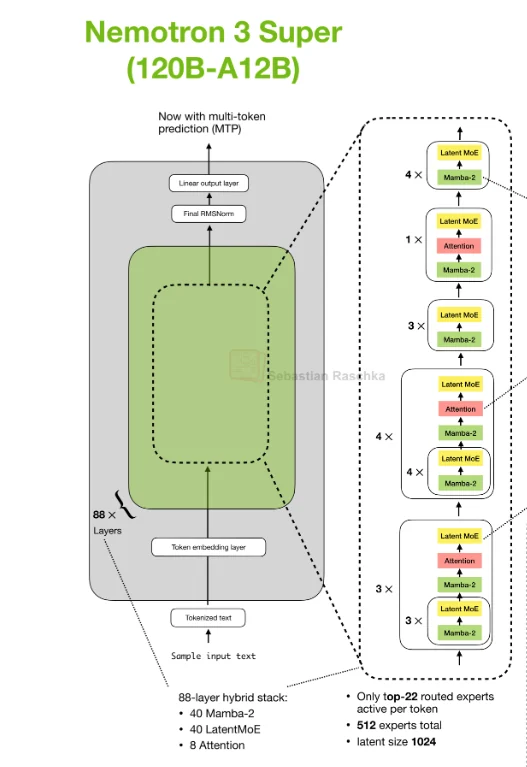 Nemotron 3 Super
(120B-A12B)
Now with multi-token
prediction (MTP)
Linear output layer
Final RMSNorm
Sebastian Raschka
88 ×
Layers
Token embedding layer
Tokenized text
Sample input text
4 ×
Latent MoE
Mamba-2
1 ×
Latent MoE
Attention
Mamba-2
3 ×
Latent MoE
Mamba-2
4 ×
Latent MoE
Attention
Mamba-2
4 ×
Latent MoE
Mamba-2
3 ×
Latent MoE
Attention
Mamba-2
3 ×
Latent MoE
Mamba-2
88-layer hybrid stack:
• 40 Mamba-2
• 40 LatentMoE
• 8 Attention
• Only top-22 routed experts
active per token
• 512 experts total
• latent size 1024